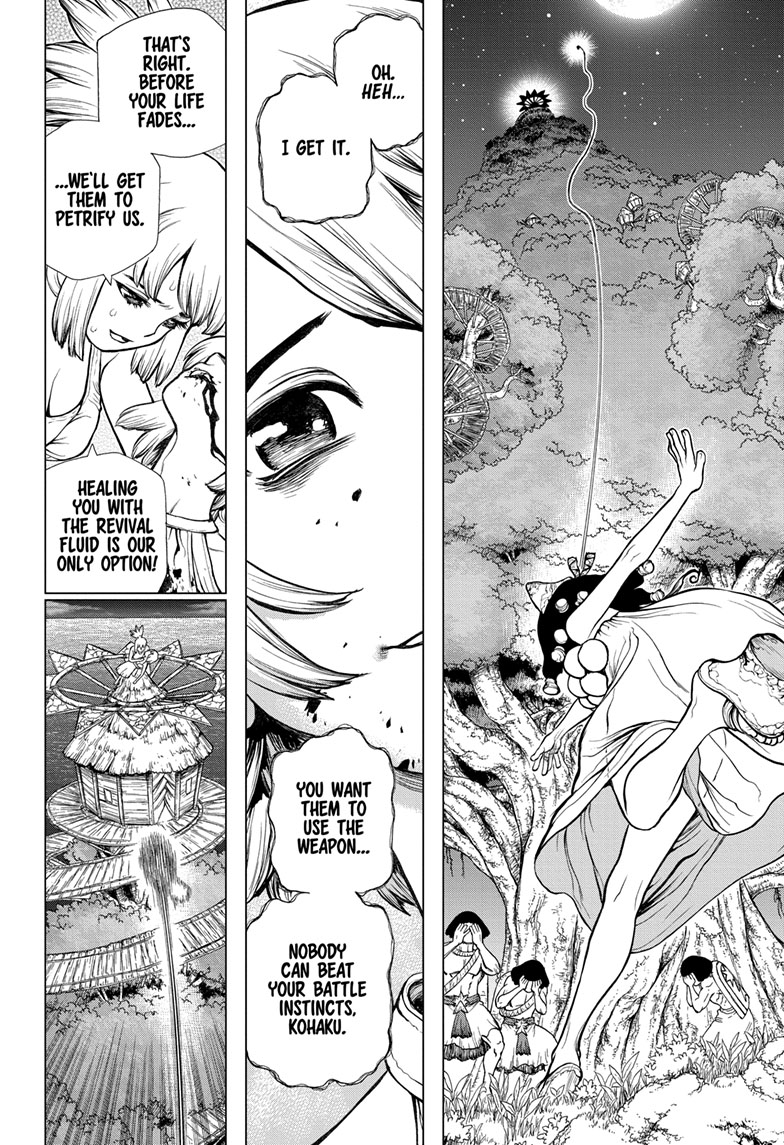 OH.
HEH...
I GET IT.
YOU WANT
THEM TO
USE THE
WEAPON...
NOBODY
CAN BEAT
YOUR BATTLE
INSTINCTS,
KOHAKU.
THAT'S
RIGHT.
BEFORE
YOUR LIFE
FADES...
...WE'LL GET
THEM TO
PETRIFY US.
HEALING
YOU WITH
THE REVIVAL
FLUID IS OUR
ONLY OPTION!